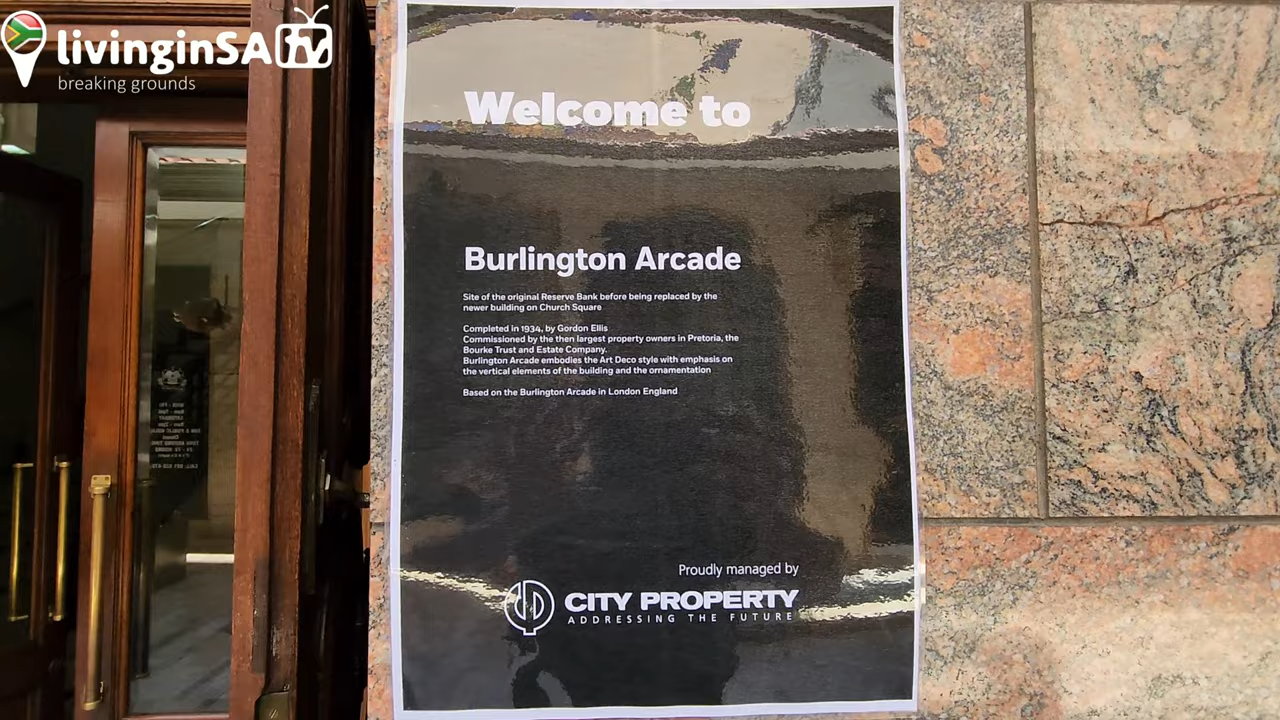 livinginSA tv
breaking grounds
Welcome to
Burlington Arcade
Site of the original Reserve Bank before being replaced by the
newer building on Church Square
Completed in 1934, by Gordon Ellis
Commissioned by the then largest property owners in Pretoria, the
Bourke Trust and Estate Company.
Burlington Arcade embodies the Art Deco style with emphasis on
the vertical elements of the building and the ornamentation
Based on the Burlington Arcade in London England
Proudly managed by
CITY PROPERTY
ADDRESSING THE FUTURE